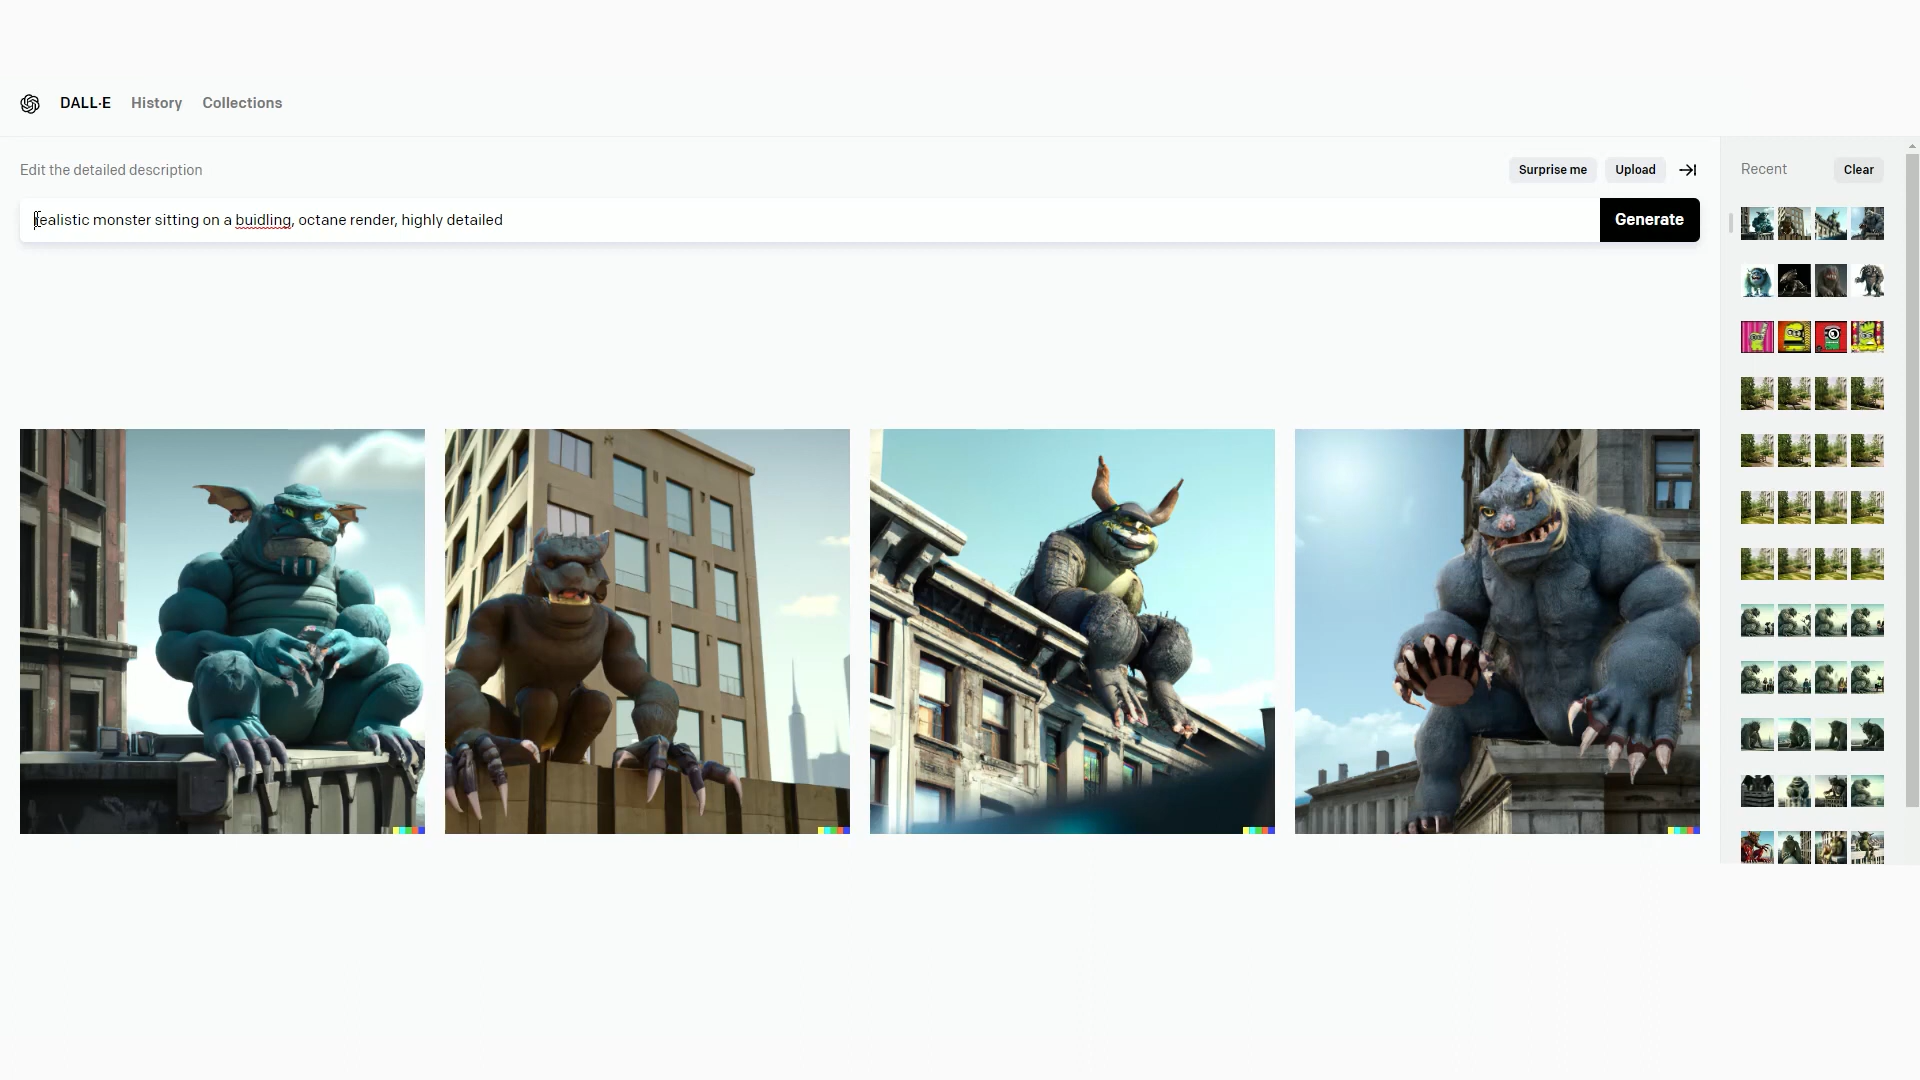 DALL·E History Collections
Edit the detailed description
Surprise me Upload
Recent Clear
realistic monster sitting on a buidling, octane render, highly detailed
Generate